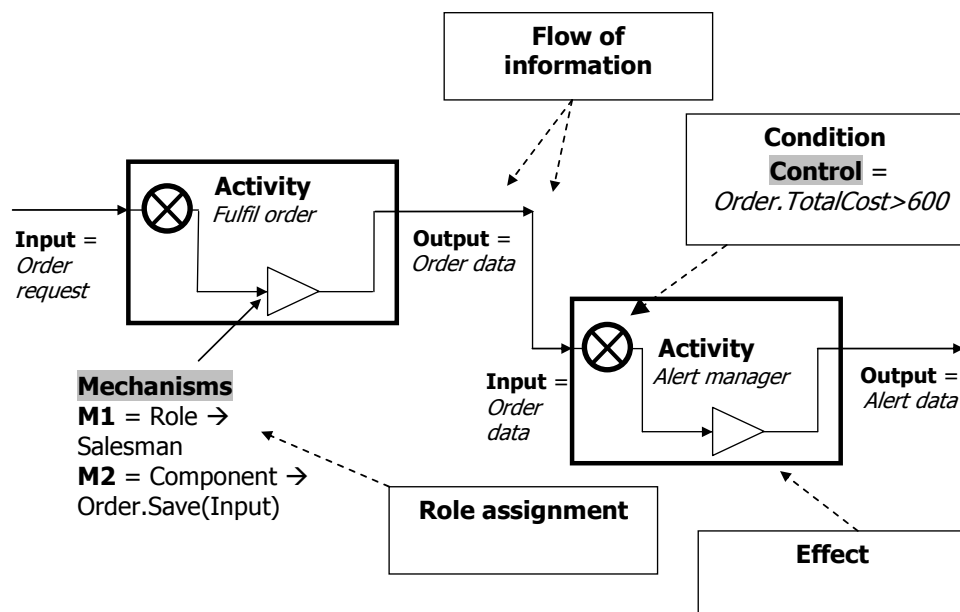 Flow of
information
Condition
Control =
Order.TotalCost>600
Activity
Fulfil order
Input =
Order
request
Output =
Order data
Mechanisms
M1 = Role →
Salesman
M2 = Component →
Order.Save(Input)
Input =
Order
data
Activity
Alert manager
Output =
Alert data
Role assignment
Effect